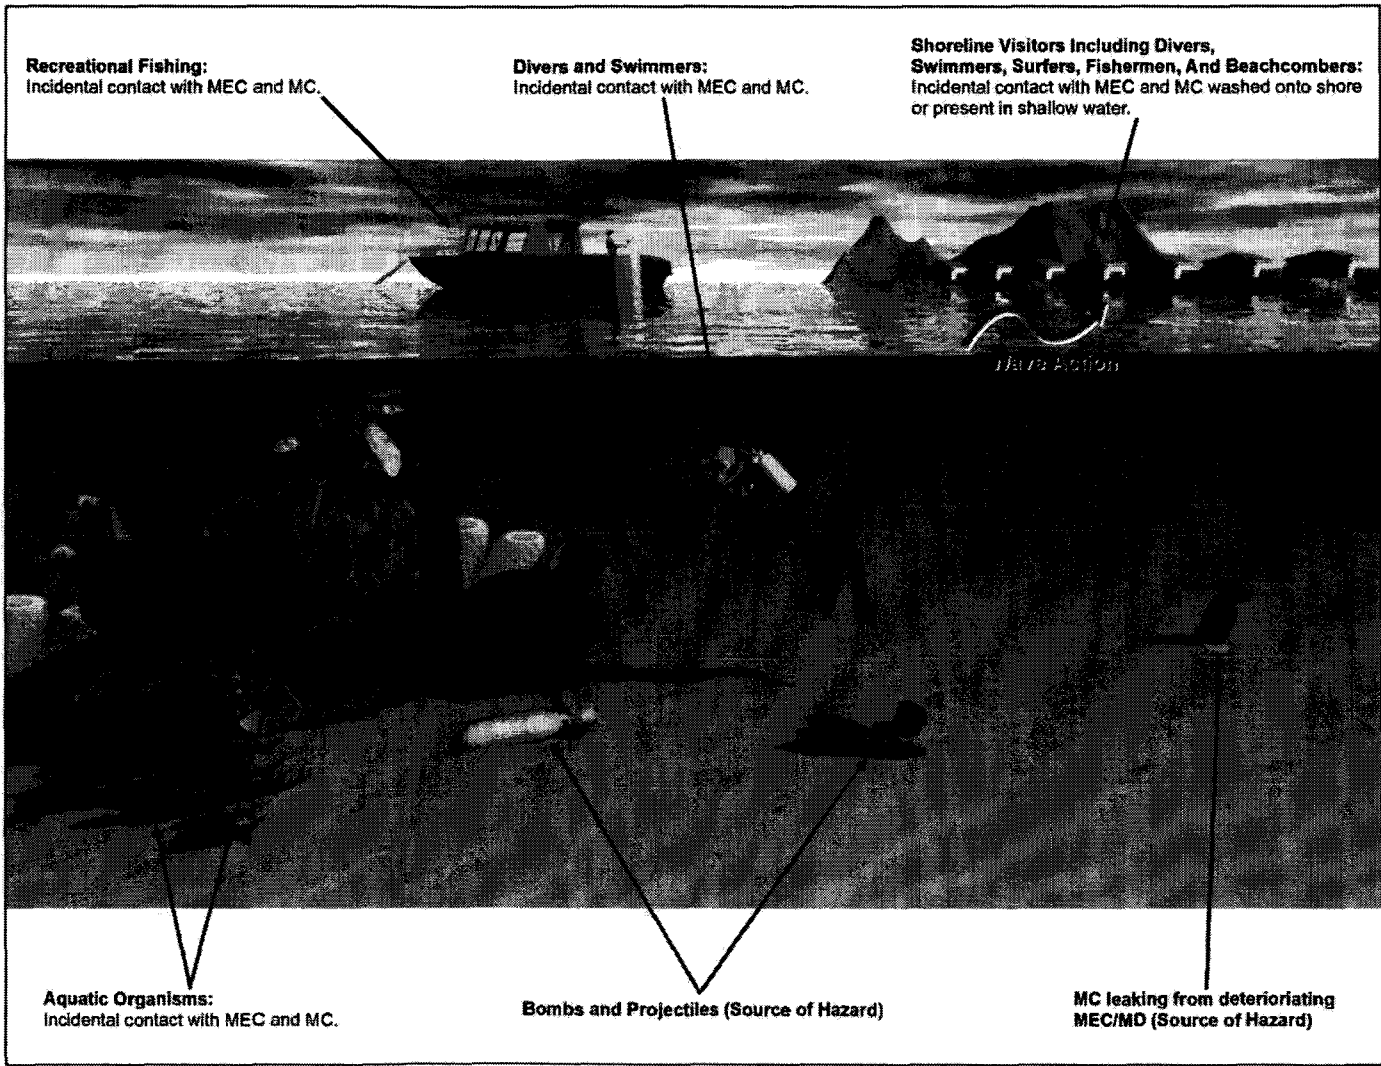 Recreational Fishing:
Incidental contact with MEC and MC.
Divers and Swimmers:
Incidental contact with MEC and MC.
Shoreline Visitors Including Divers,
Swimmers, Surfers, Fishermen, And Beachcombers:
Incidental contact with MEC and MC washed onto shore
or present in shallow water.
Wave Action
Aquatic Organisms:
Incidental contact with MEC and MC.
Bombs and Projectiles (Source of Hazard)
MC leaking from deterioriating
MEC/MD (Source of Hazard)